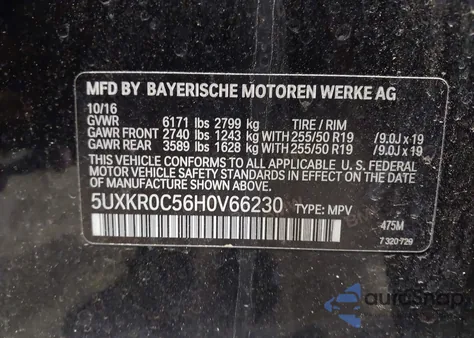 MFD BY BAYERISCHE MOTOREN WERKE AG
10/16
GVWR 6171 lbs 2799 kg TIRE / RIM
GAWR FRONT 2740 lbs 1243 kg WITH 255/50 R19 /9.0J x 19
GAWR REAR 3589 lbs 1628 kg WITH 255/50 R19 /9.0J x 19
THIS VEHICLE CONFORMS TO ALL APPLICABLE U.S. FEDERAL
MOTOR VEHICLE SAFETY STANDARDS IN EFFECT ON THE
DATE OF MANUFACTURE SHOWN ABOVE.
5UXKR0C56H0V66230 TYPE: MPV
475M
7 320 729
autoSnap